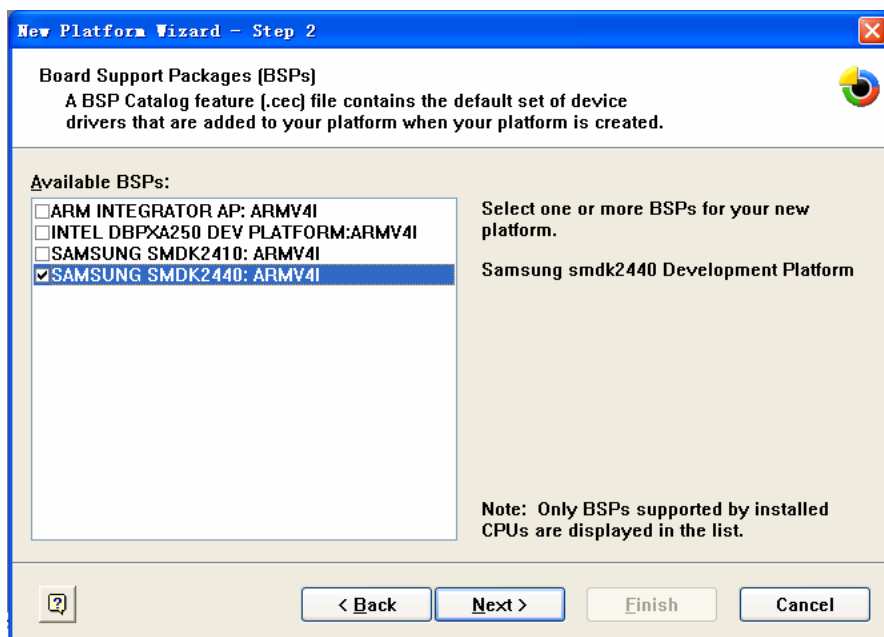 New Platform Wizard - Step 2
Board Support Packages (BSPs)
A BSP Catalog feature (.cec) file contains the default set of device
drivers that are added to your platform when your platform is created.
Available BSPs:
ARM INTEGRATOR AP: ARMV4I
INTEL DBPXA250 DEV PLATFORM:ARMV4I
SAMSUNG SMDK2410: ARMV4I
SAMSUNG SMDK2440: ARMV4I
Select one or more BSPs for your new
platform.
Samsung smdk2440 Development Platform
Note: Only BSPs supported by installed
CPUs are displayed in the list.
?
< Back
Next >
Finish
Cancel